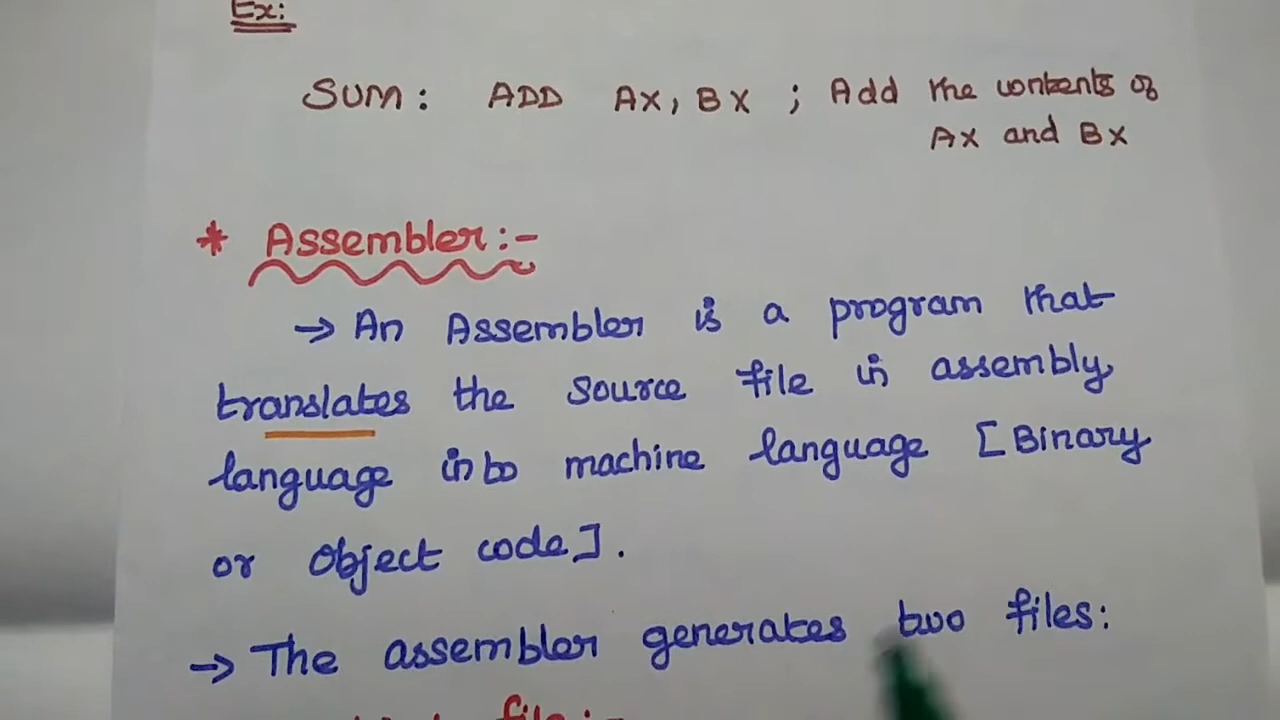 Ex:
SUM: ADD AX, BX ; Add the contents of
AX and BX
* Assembler:-
→ An Assembler is a program that
translates the source file in assembly
language into machine language [Binary
or object code].
→ The assembler generates two files:
file:-